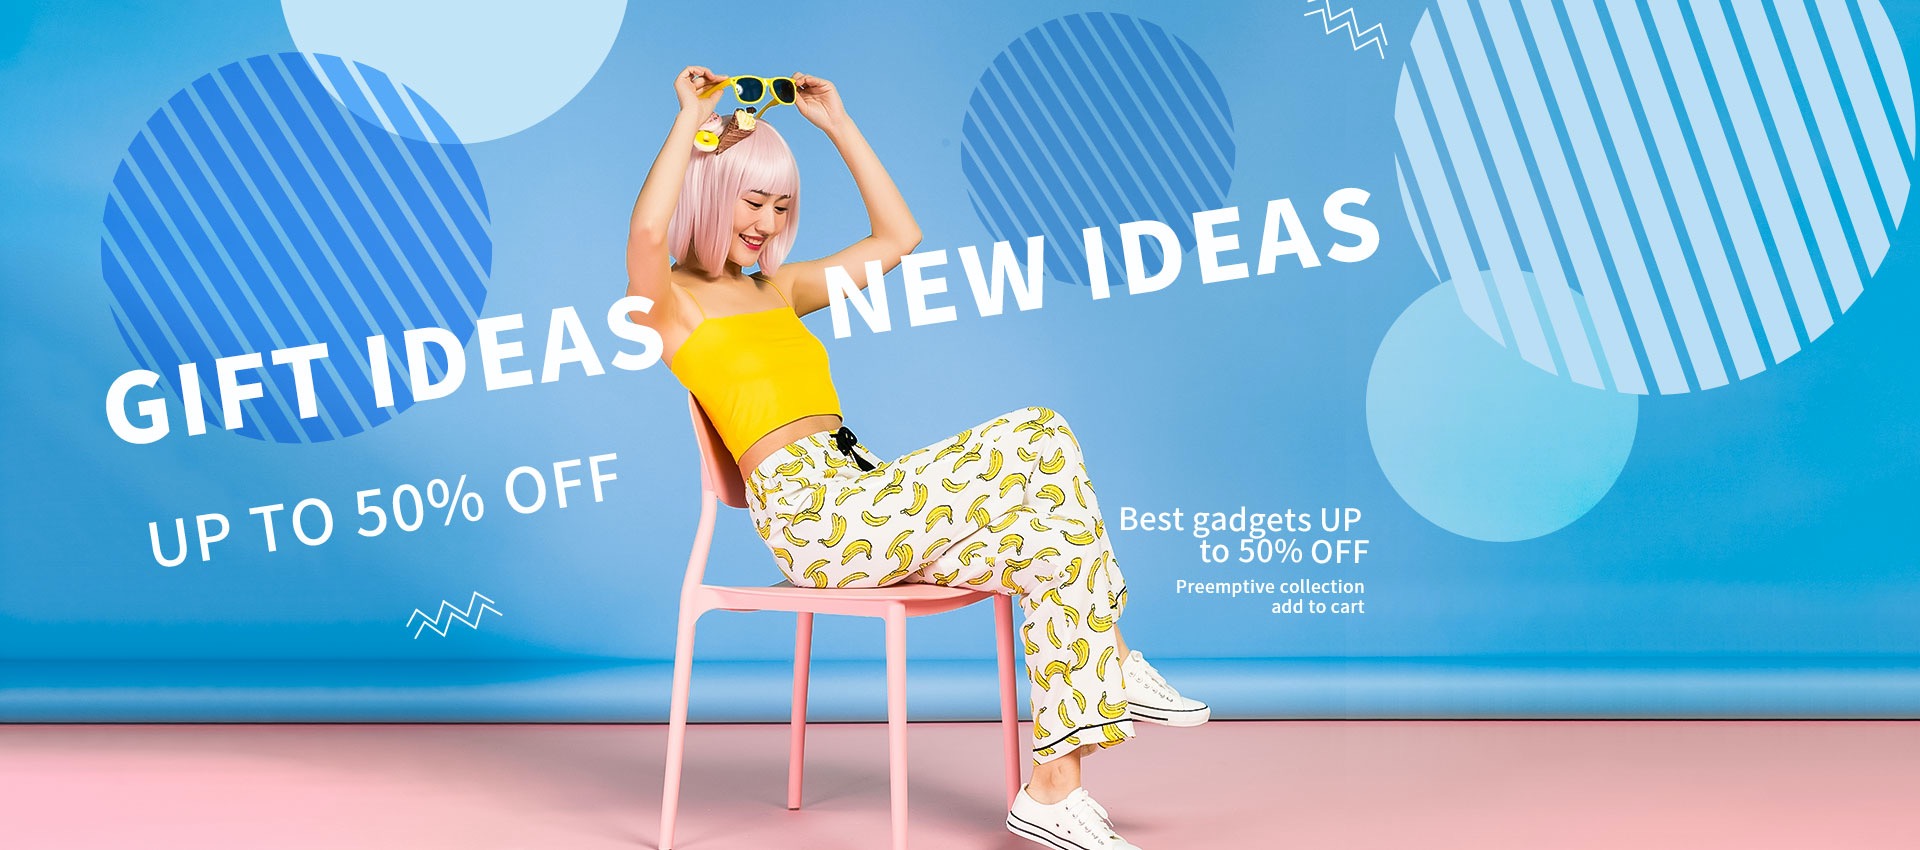 GIFT IDEAS NEW IDEAS
UP TO 50% OFF
Best gadgets UP
to 50% OFF
Preemptive collection
add to cart